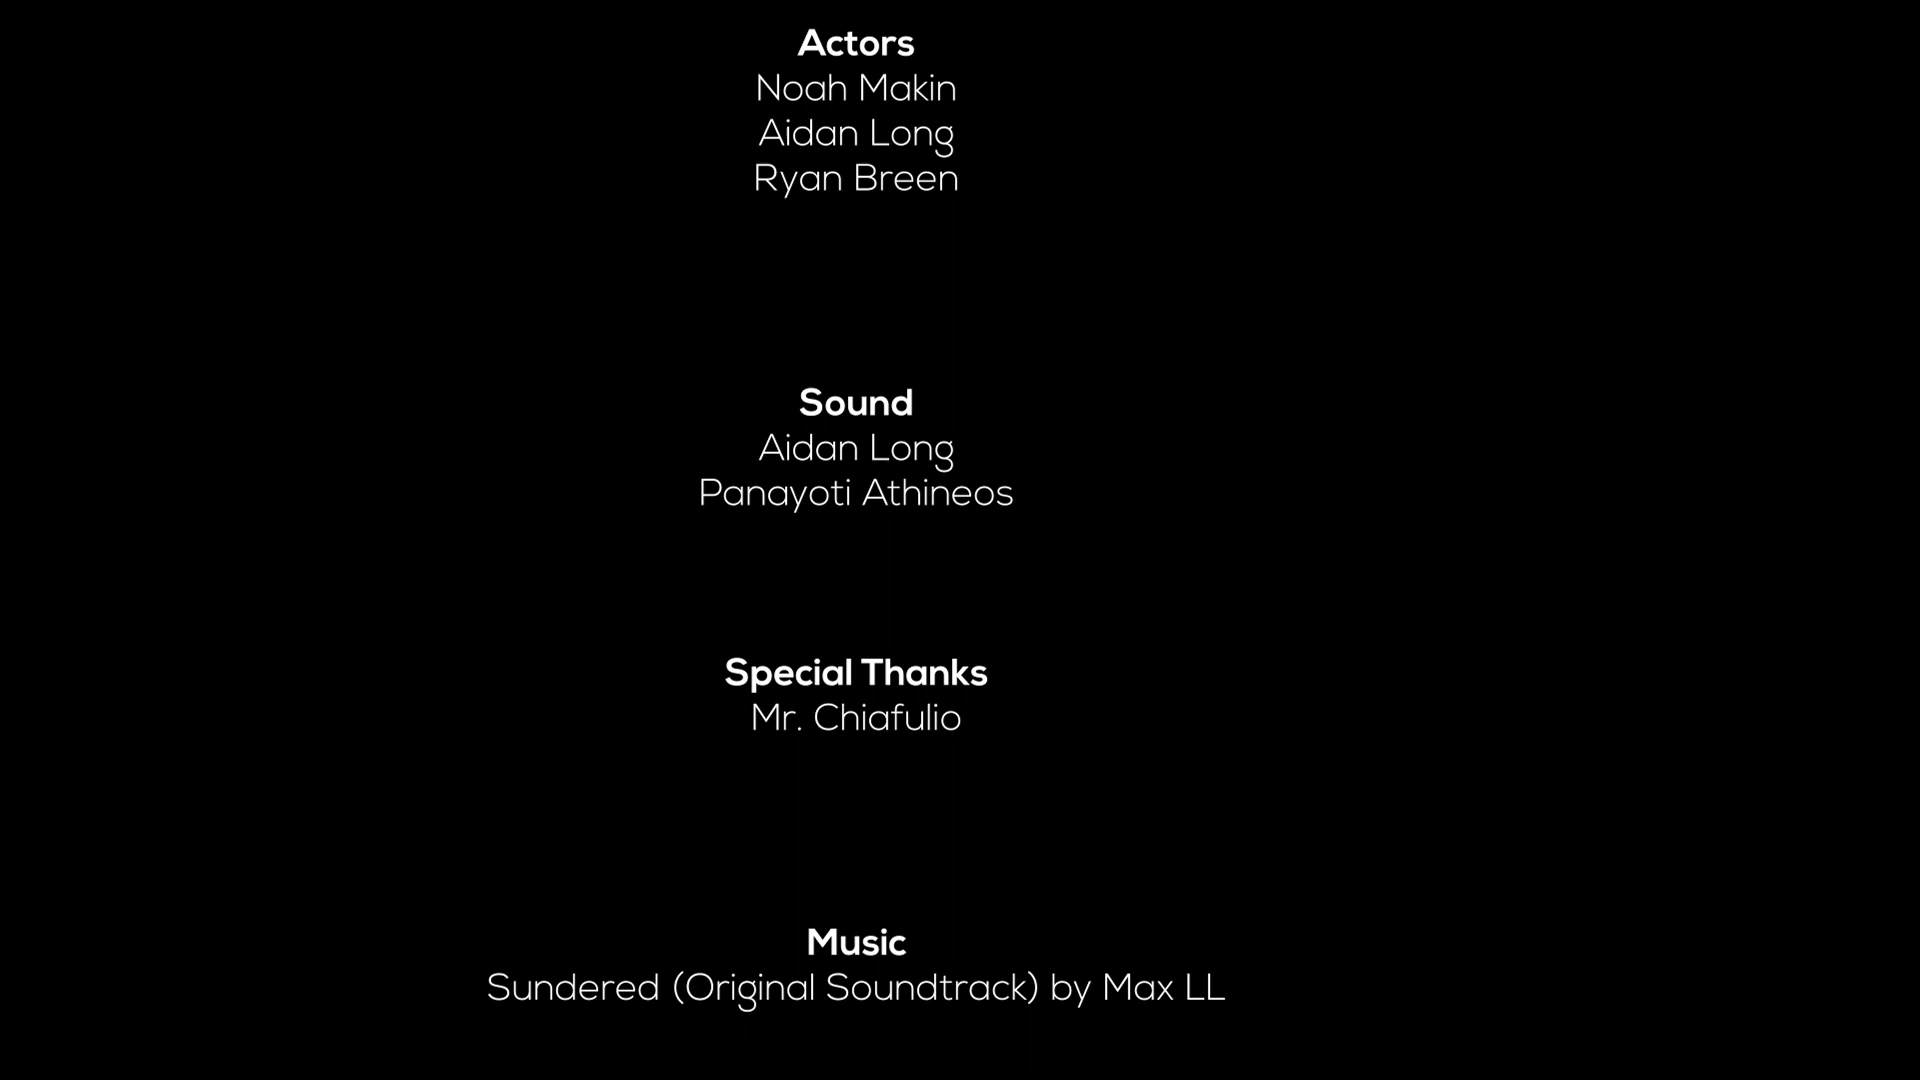 Actors
Noah Makin
Aidan Long
Ryan Breen
Sound
Aidan Long
Panayoti Athineos
Special Thanks
Mr. Chiafulio
Music
Sundered (Original Soundtrack) by Max LL